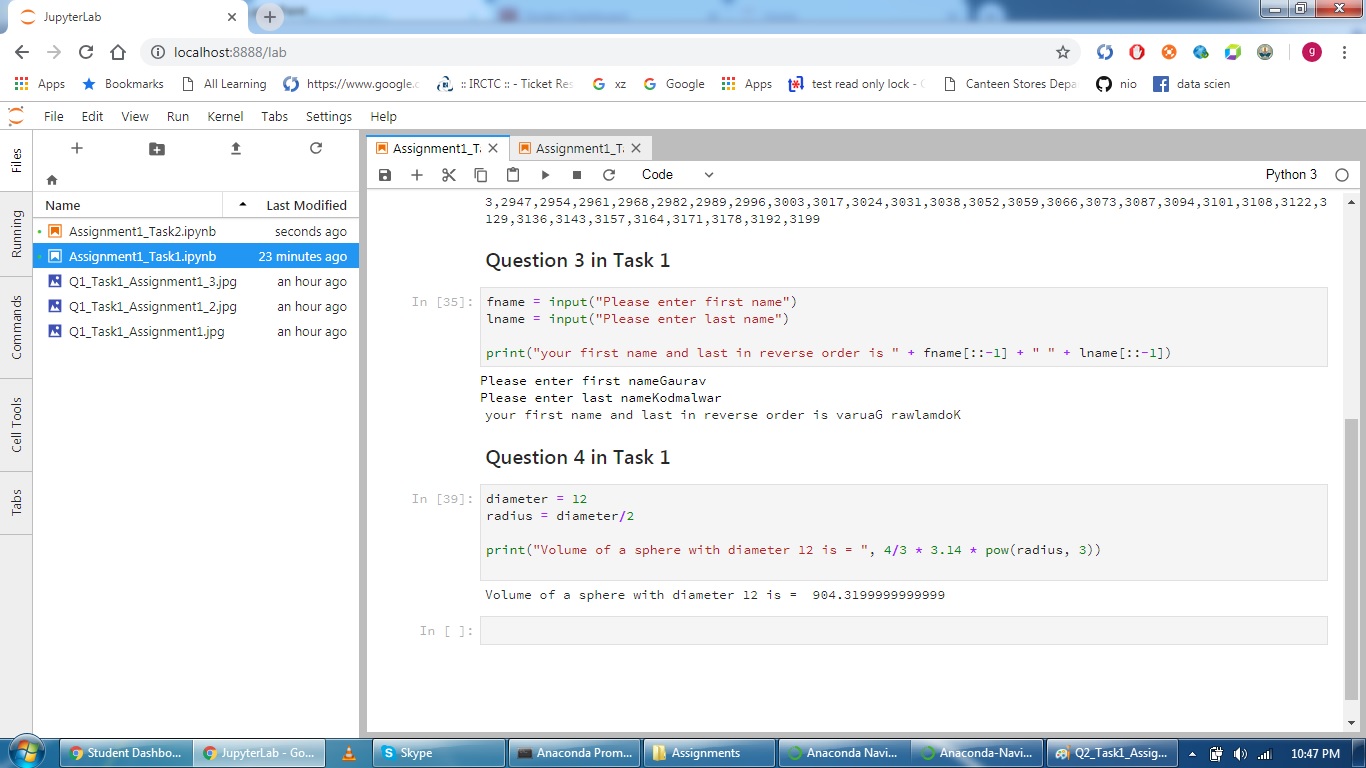 JupyterLab
localhost:8888/lab
g
Apps Bookmarks All Learning https://www.google.c :: IRCTC :: - Ticket Res xz Google Apps test read only lock - Canteen Stores Depa nio data scien
File Edit View Run Kernel Tabs Settings Help
Files
Running
Commands
Cell Tools
Tabs
Name Last Modified
Assignment1_Task2.ipynb seconds ago
Assignment1_Task1.ipynb 23 minutes ago
Q1_Task1_Assignment1_3.jpg an hour ago
Q1_Task1_Assignment1_2.jpg an hour ago
Q1_Task1_Assignment1.jpg an hour ago
Assignment1_T. Assignment1_T.
Code Python 3
3,2947,2954,2961,2968,2982,2989,2996,3003,3017,3024,3031,3038,3052,3059,3066,3073,3087,3094,3101,3108,3122,3
129,3136,3143,3157,3164,3171,3178,3192,3199
Question 3 in Task 1
In [35]: fname = input("Please enter first name")
lname = input("Please enter last name")
print("your first name and last in reverse order is " + fname[::-1] + " " + lname[::-1])
Please enter first nameGaurav
Please enter last nameKodmalwar
your first name and last in reverse order is varuaG rawlamdoK
Question 4 in Task 1
In [39]: diameter = 12
radius = diameter/2
print("Volume of a sphere with diameter 12 is = ", 4/3 * 3.14 * pow(radius, 3))
Volume of a sphere with diameter 12 is =  904.3199999999999
In [ ]:
Student Dashbo... JupyterLab - Go... Skype Anaconda Prom... Assignments Anaconda Navi... Anaconda-Navi... Q2_Task1_Assig... 10:47 PM